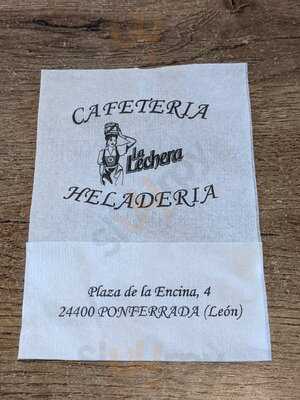 CAFETERIA
la
Lechera
HELADERIA
Plaza de la Encina, 4
24400 PONFERRADA (León)